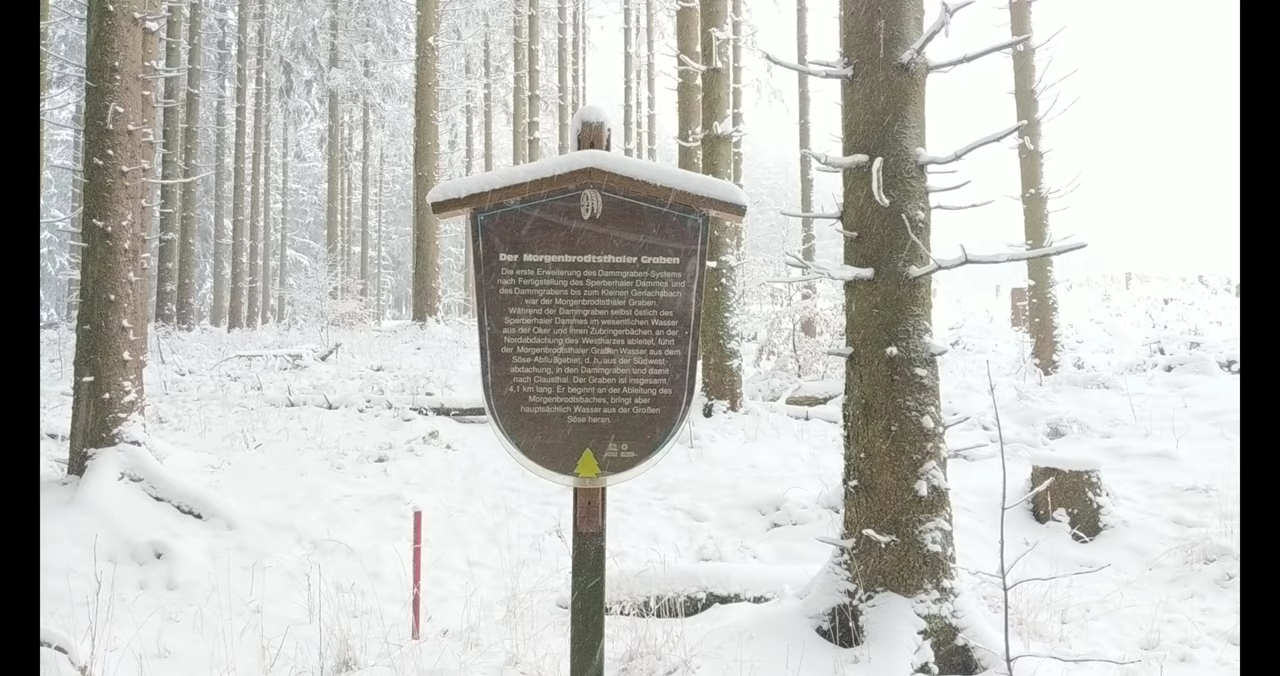 Der Morgenbrodtsthaler Graben
Die erste Erweiterung des Dammgraben-Systems
nach Fertigstellung des Sperberhaler Dammes und
des Dammgrabens bis zum Kleinen Gerlachsbach
war der Morgenbrodtsthaler Graben.
Während der Dammgraben selbst östlich des
Sperberhaler Dammes im wesentlichen Wasser
aus der Oker und ihren Zubringerbächen an der
Nordabdachung des Westharzes ableitet, führt
der Morgenbrodtsthaler Graben Wasser aus dem
Söse Abflußgebiet, d. h. aus der Südwest-
abdachung, in den Dammgraben und damit
nach Clausthal. Der Graben ist insgesamt
4,1 km lang. Er beginnt an der Ableitung des
Morgenbrodtsbaches, bringt aber
hauptsächlich Wasser aus der Großen
Söse heran.